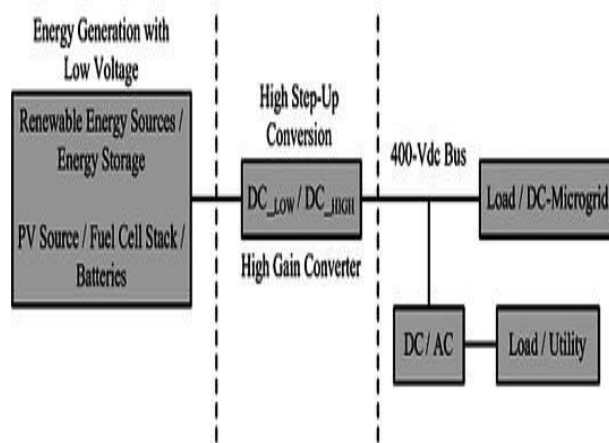 Energy Generation with
Low Voltage
Renewable Energy Sources /
Energy Storage
PV Source / Fuel Cell Stack /
Batteries
High Step-Up
Conversion
DC_LOW / DC_HIGH
High Gain Converter
400-Vdc Bus
Load / DC-Microgrid
DC / AC
Load / Utility